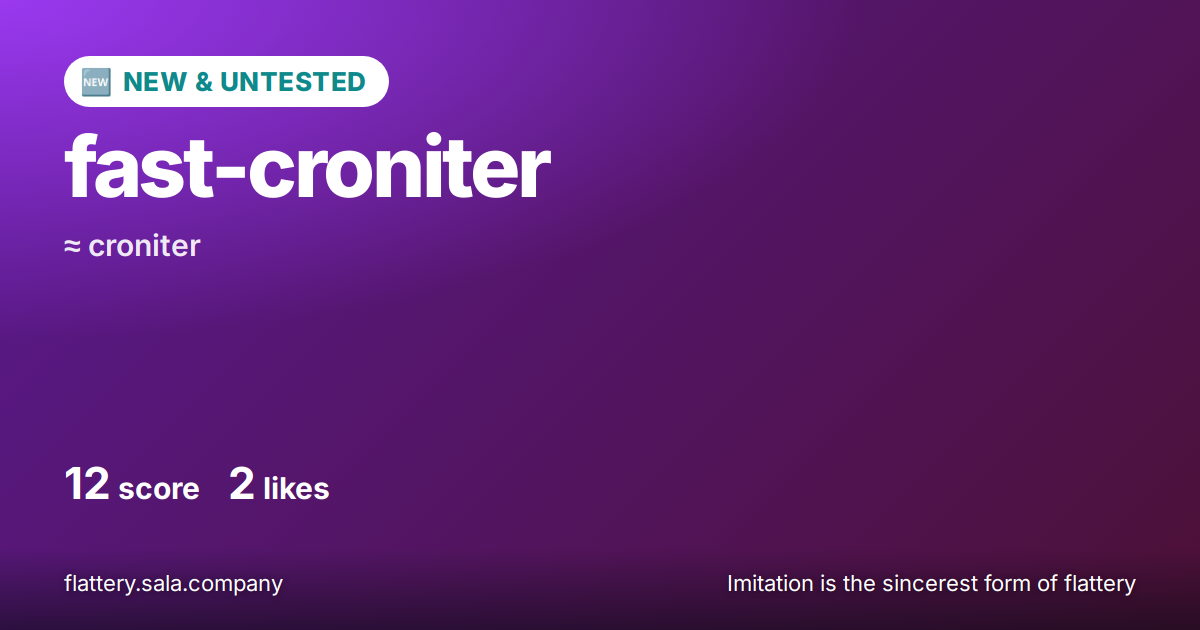 🆕 NEW & UNTESTED
fast-croniter
≈ croniter
12 score 2 likes
flattery.sala.company
Imitation is the sincerest form of flattery